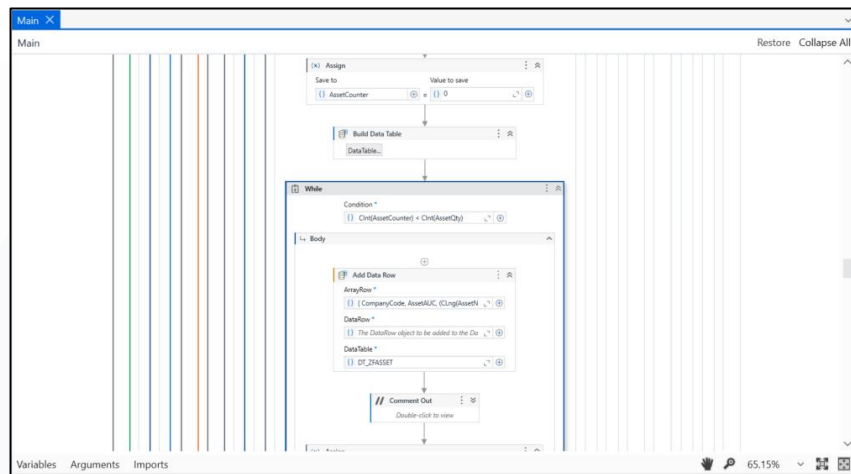 Main
Main Restore Collapse All
Assign
Save to Value to save
AssetCounter = 0
Build Data Table
DataTable...
While
Condition *
CInt(AssetCounter) < CInt(AssetQty)
Body
Add Data Row
ArrayRow *
{ CompanyCode, AssetAUC, (CLng(AssetN
DataRow *
The DataRow object to be added to the Da
DataTable *
DT_ZFASSET
// Comment Out
Double-click to view
Variables Arguments Imports 65.15%